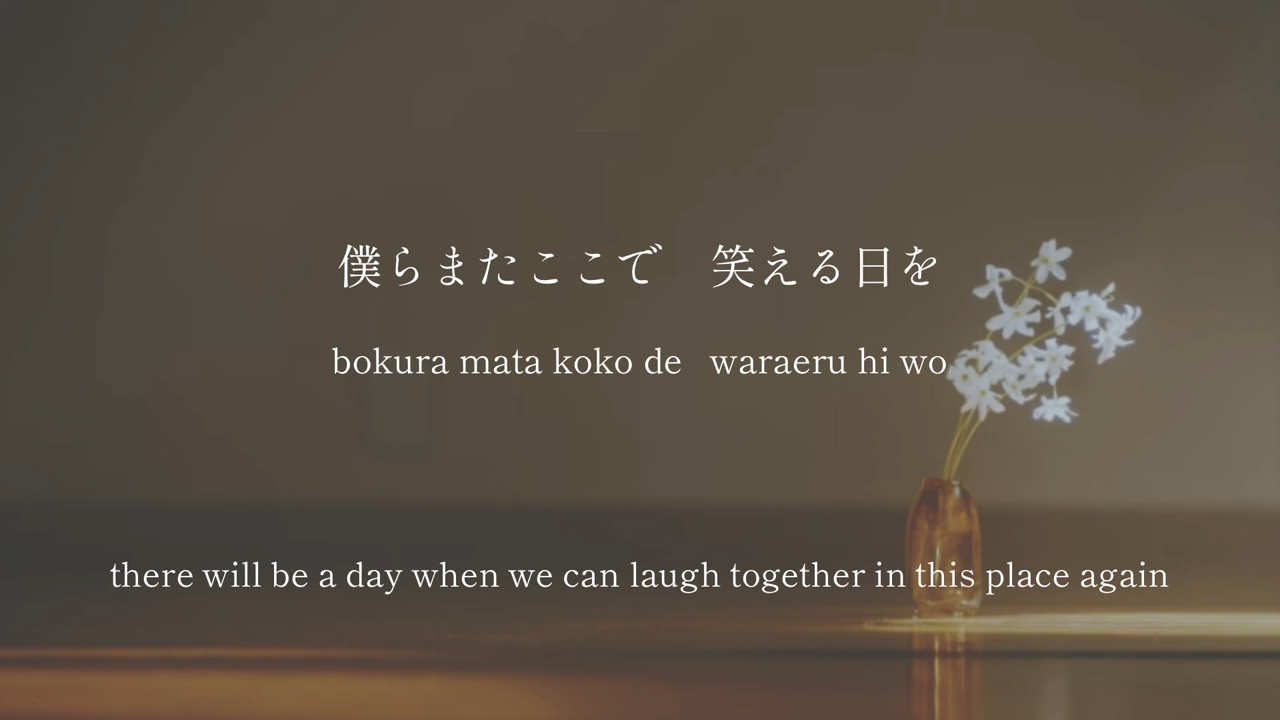 僕らまたここで　笑える日を
bokura mata koko de waraeru hi wo
there will be a day when we can laugh together in this place again